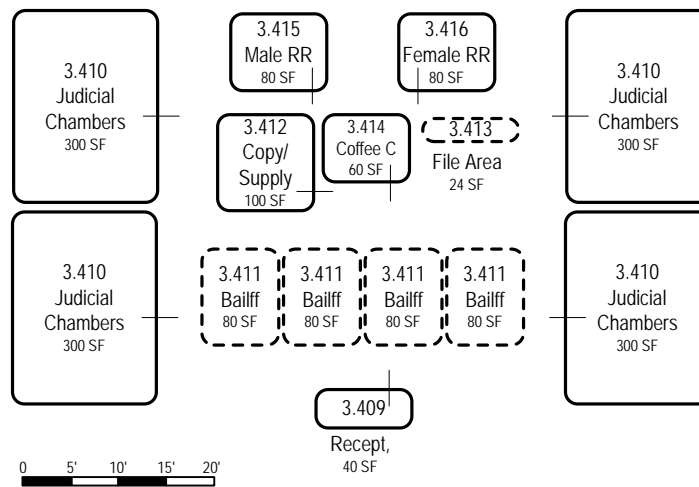 3.415
Male RR
80 SF
3.416
Female RR
80 SF
3.410
Judicial
Chambers
300 SF
3.410
Judicial
Chambers
300 SF
3.412
Copy/
Supply
100 SF
3.414
Coffee C
60 SF
3.413
File Area
24 SF
3.410
Judicial
Chambers
300 SF
3.411
Bailff
80 SF
3.411
Bailff
80 SF
3.411
Bailff
80 SF
3.411
Bailff
80 SF
3.410
Judicial
Chambers
300 SF
3.409
Recept,
40 SF
0 5' 10' 15' 20'